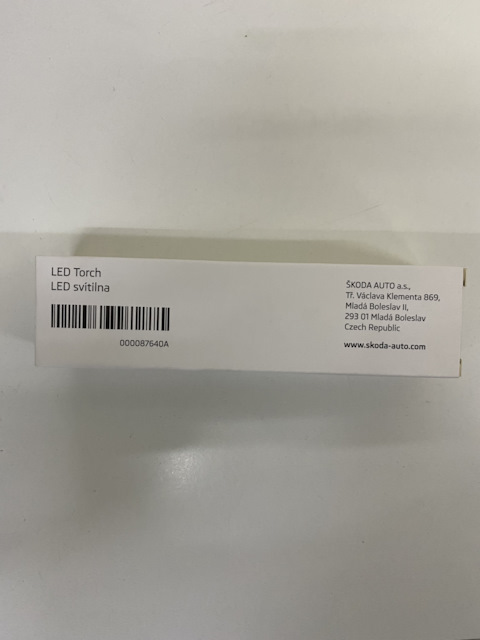 LED Torch
LED svítilna
000087640A
ŠKODA AUTO a.s.,
Tř. Václava Klementa 869,
Mladá Boleslav II,
293 01 Mladá Boleslav
Czech Republic
www.skoda-auto.com